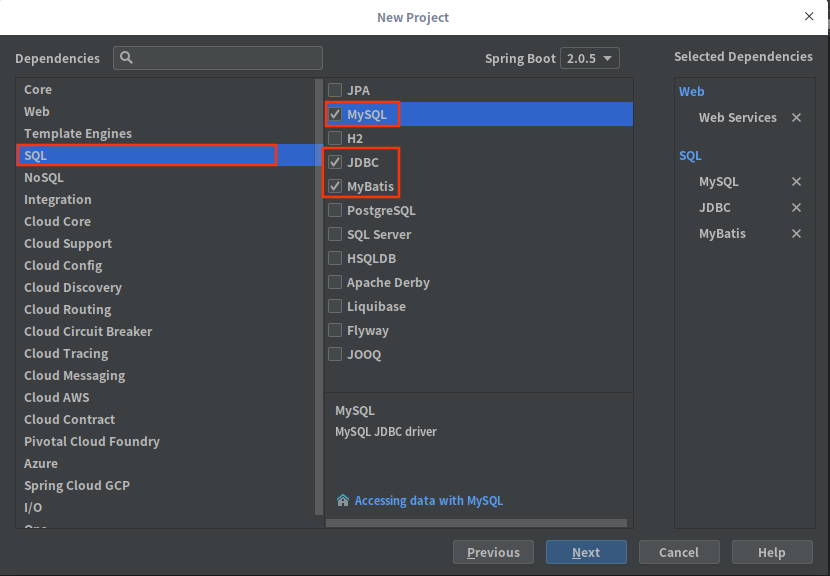 New Project
Dependencies
Spring Boot 2.0.5
Selected Dependencies
Core
Web
Template Engines
SQL
NoSQL
Integration
Cloud Core
Cloud Support
Cloud Config
Cloud Discovery
Cloud Routing
Cloud Circuit Breaker
Cloud Tracing
Cloud Messaging
Cloud AWS
Cloud Contract
Pivotal Cloud Foundry
Azure
Spring Cloud GCP
I/O
JPA
MySQL
H2
JDBC
MyBatis
PostgreSQL
SQL Server
HSQLDB
Apache Derby
Liquibase
Flyway
JOOQ
MySQL
MySQL JDBC driver
Accessing data with MySQL
Web
Web Services
SQL
MySQL
JDBC
MyBatis
Previous
Next
Cancel
Help